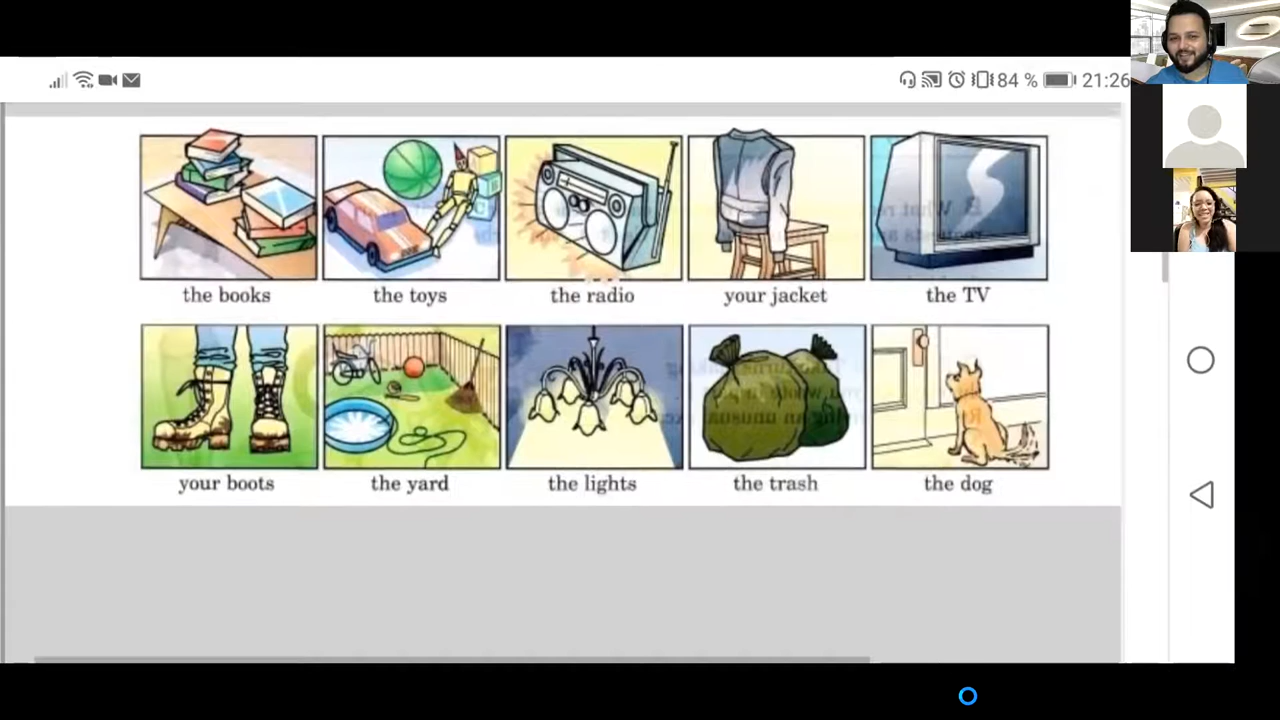 84 % 21:26
the books the toys the radio your jacket the TV
your boots the yard the lights the trash the dog